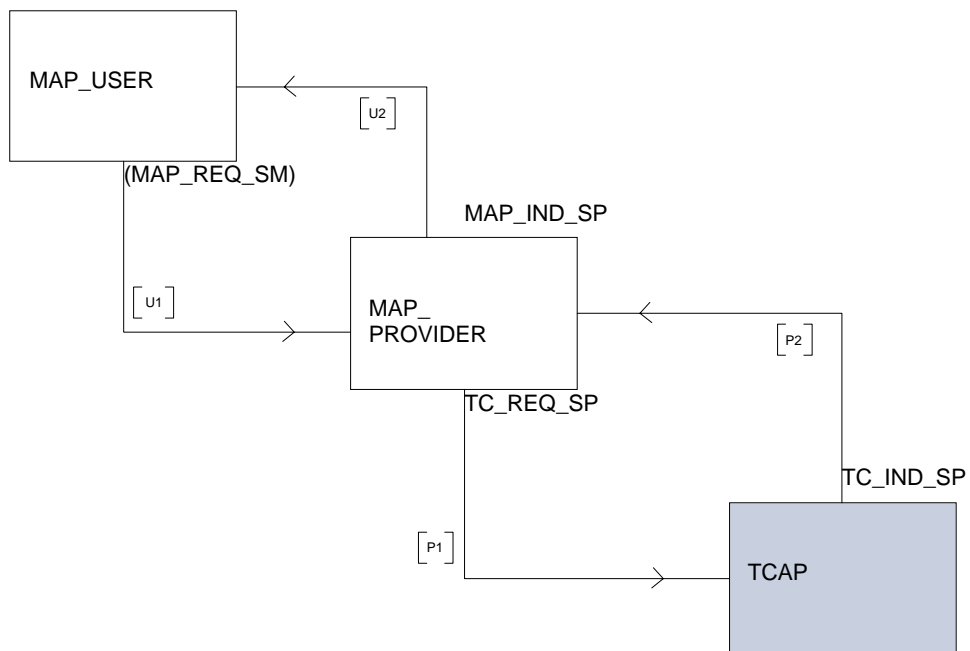 MAP_USER
[U2]
(MAP_REQ_SM)
MAP_IND_SP
[U1]
MAP_
PROVIDER
[P2]
TC_REQ_SP
TC_IND_SP
[P1]
TCAP